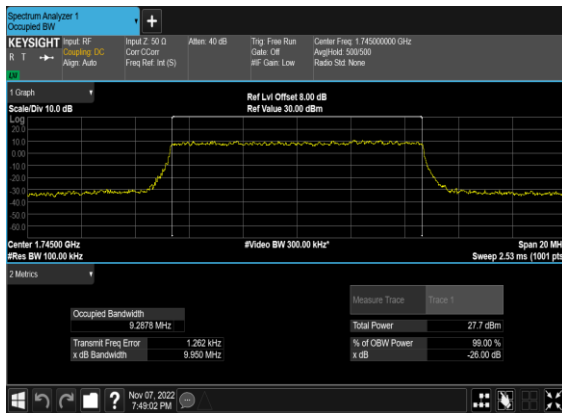 Spectrum Analyzer 1
Occupied BW
+
KEYSIGHT Input: RF Input Z: 50 Ω Atten: 40 dB Trig: Free Run Center Freq: 1.745000000 GHz
R T Coupling: DC Corr CCorr Gate: Off Avg|Hold: 500/500
Align: Auto Freq Ref: Int (S) #IF Gain: Low Radio Std: None
1 Graph
Ref Lvl Offset 8.00 dB
Scale/Div 10.0 dB Ref Value 30.00 dBm
Log
20.0
10.0
0.00
-10.0
-20.0
-30.0
-40.0
-50.0
-60.0
Center 1.74500 GHz #Video BW 300.00 kHz* Span 20 MH
#Res BW 100.00 kHz Sweep 2.53 ms (1001 pts
2 Metrics
Measure Trace Trace 1
Occupied Bandwidth
9.2878 MHz Total Power 27.7 dBm
Transmit Freq Error 1.262 kHz % of OBW Power 99.00 %
x dB Bandwidth 9.950 MHz x dB -26.00 dB
? Nov 07, 2022
7:49:02 PM